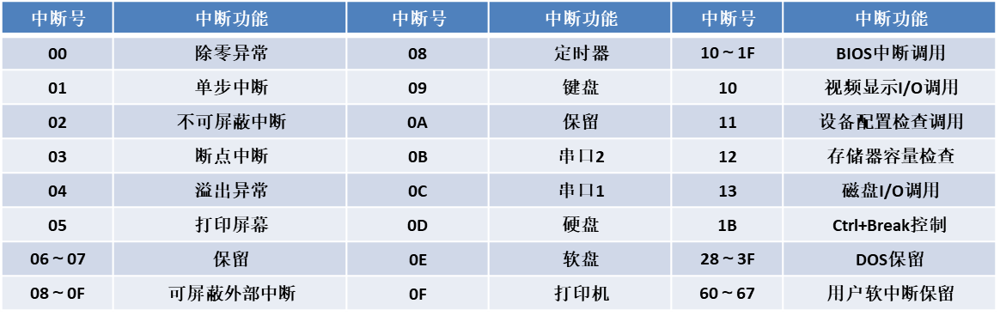 中断号 中断功能 中断号 中断功能 中断号 中断功能
00 除零异常 08 定时器 10～1F BIOS中断调用
01 单步中断 09 键盘 10 视频显示I/O调用
02 不可屏蔽中断 0A 保留 11 设备配置检查调用
03 断点中断 0B 串口2 12 存储器容量检查
04 溢出异常 0C 串口1 13 磁盘I/O调用
05 打印屏幕 0D 硬盘 1B Ctrl+Break控制
06～07 保留 0E 软盘 28～3F DOS保留
08～0F 可屏蔽外部中断 0F 打印机 60～67 用户软中断保留